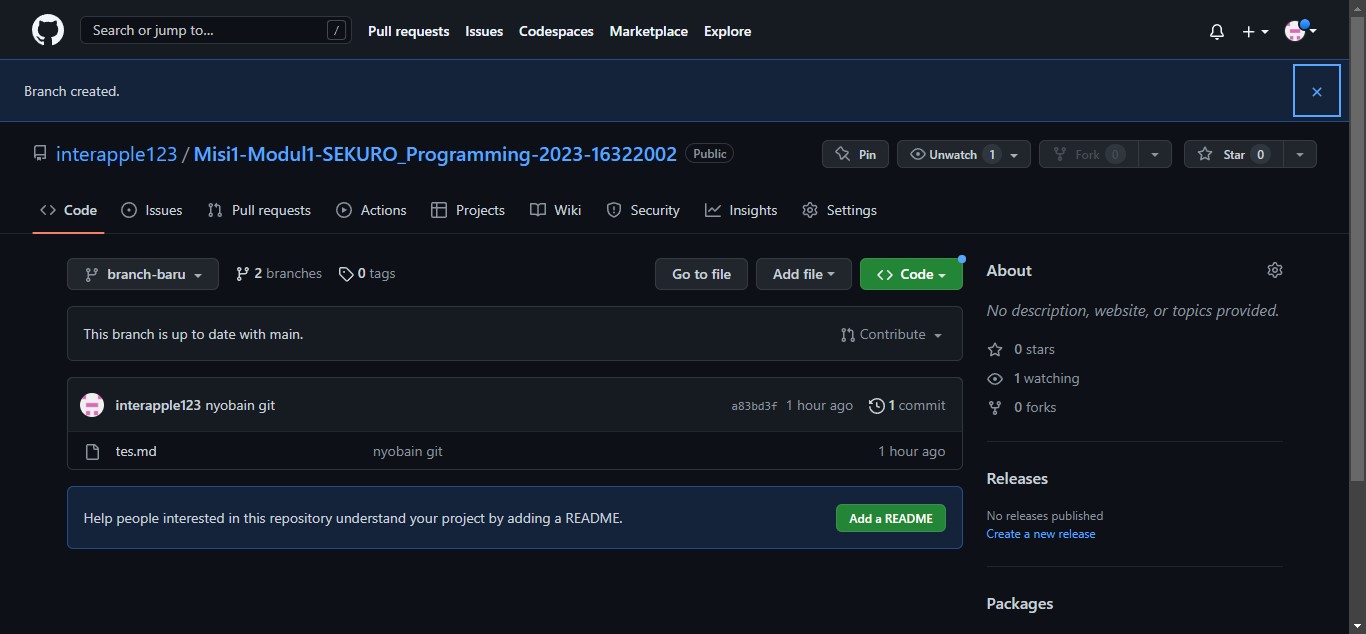 Search or jump to... / Pull requests Issues Codespaces Marketplace Explore
Branch created.
interapple123 / Misi1-Modul1-SEKURO_Programming-2023-16322002 Public Pin Unwatch 1 Fork 0 Star 0
Code Issues Pull requests Actions Projects Wiki Security Insights Settings
branch-baru 2 branches 0 tags Go to file Add file Code
About
No description, website, or topics provided.
This branch is up to date with main. Contribute
0 stars
1 watching
0 forks
interapple123 nyobain git a83bd3f 1 hour ago 1 commit
tes.md nyobain git 1 hour ago
Releases
No releases published
Create a new release
Help people interested in this repository understand your project by adding a README. Add a README
Packages